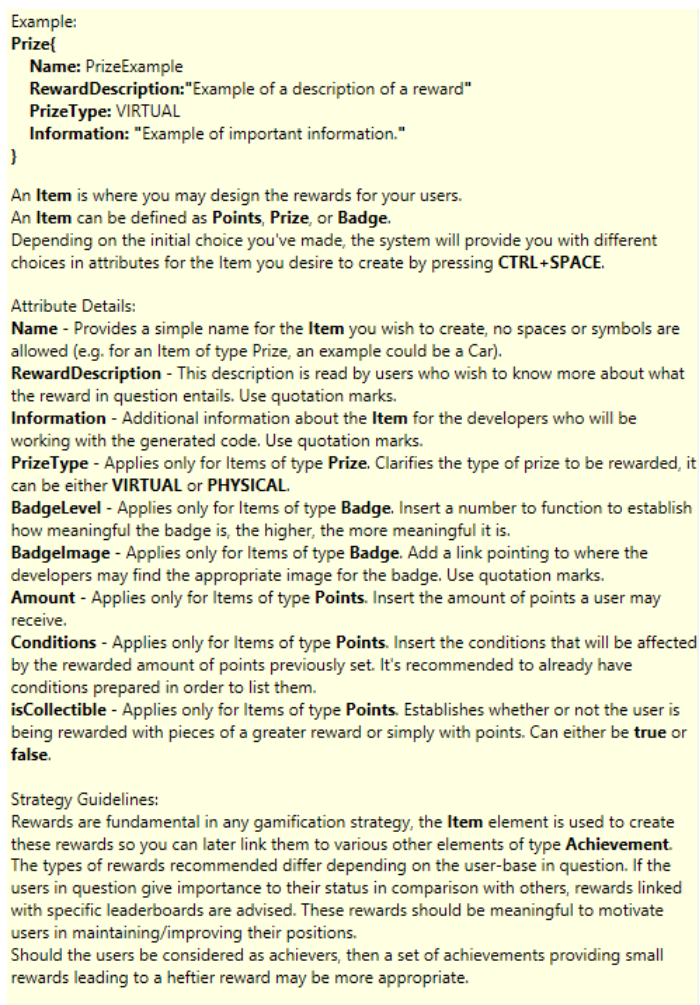 Example:
Prize{
Name: PrizeExample
RewardDescription:"Example of a description of a reward"
PrizeType: VIRTUAL
Information: "Example of important information."
}
An Item is where you may design the rewards for your users.
An Item can be defined as Points, Prize, or Badge.
Depending on the initial choice you've made, the system will provide you with different
choices in attributes for the Item you desire to create by pressing CTRL+SPACE.
Attribute Details:
Name - Provides a simple name for the Item you wish to create, no spaces or symbols are
allowed (e.g. for an Item of type Prize, an example could be a Car).
RewardDescription - This description is read by users who wish to know more about what
the reward in question entails. Use quotation marks.
Information - Additional information about the Item for the developers who will be
working with the generated code. Use quotation marks.
PrizeType - Applies only for Items of type Prize. Clarifies the type of prize to be rewarded, it
can be either VIRTUAL or PHYSICAL.
BadgeLevel - Applies only for Items of type Badge. Insert a number to function to establish
how meaningful the badge is, the higher, the more meaningful it is.
BadgeImage - Applies only for Items of type Badge. Add a link pointing to where the
developers may find the appropriate image for the badge. Use quotation marks.
Amount - Applies only for Items of type Points. Insert the amount of points a user may
receive.
Conditions - Applies only for Items of type Points. Insert the conditions that will be affected
by the rewarded amount of points previously set. It's recommended to already have
conditions prepared in order to list them.
isCollectible - Applies only for Items of type Points. Establishes whether or not the user is
being rewarded with pieces of a greater reward or simply with points. Can either be true or
false.
Strategy Guidelines:
Rewards are fundamental in any gamification strategy, the Item element is used to create
these rewards so you can later link them to various other elements of type Achievement.
The types of rewards recommended differ depending on the user-base in question. If the
users in question give importance to their status in comparison with others, rewards linked
with specific leaderboards are advised. These rewards should be meaningful to motivate
users in maintaining/improving their positions.
Should the users be considered as achievers, then a set of achievements providing small
rewards leading to a heftier reward may be more appropriate.